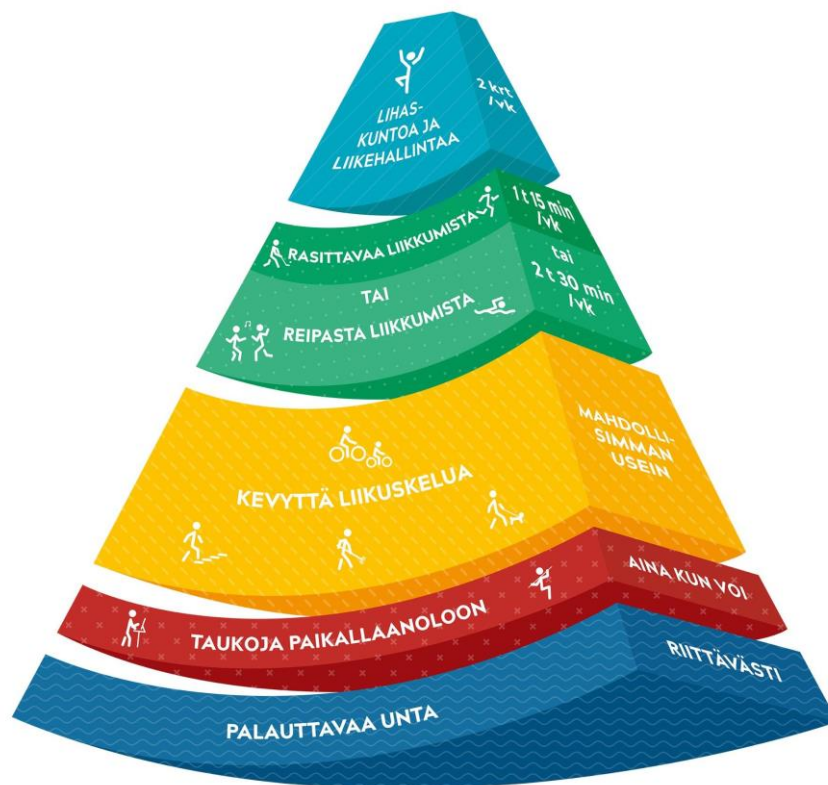 LIHAS-
KUNTOA JA
LIIKEHALLINTAA
2 krt
/vk
RASITTAVAA LIIKKUMISTA
1 t 15 min
/vk
TAI
REIPASTA LIIKKUMISTA
tai
2 t 30 min
/vk
KEVYTTÄ LIIKUSKELUA
MAHDOLLI-
SIMMAN
USEIN
TAUKOJA PAIKALLAANOLOON
AINA KUN VOI
PALAUTTAVAA UNTA
RIITTÄVÄSTI